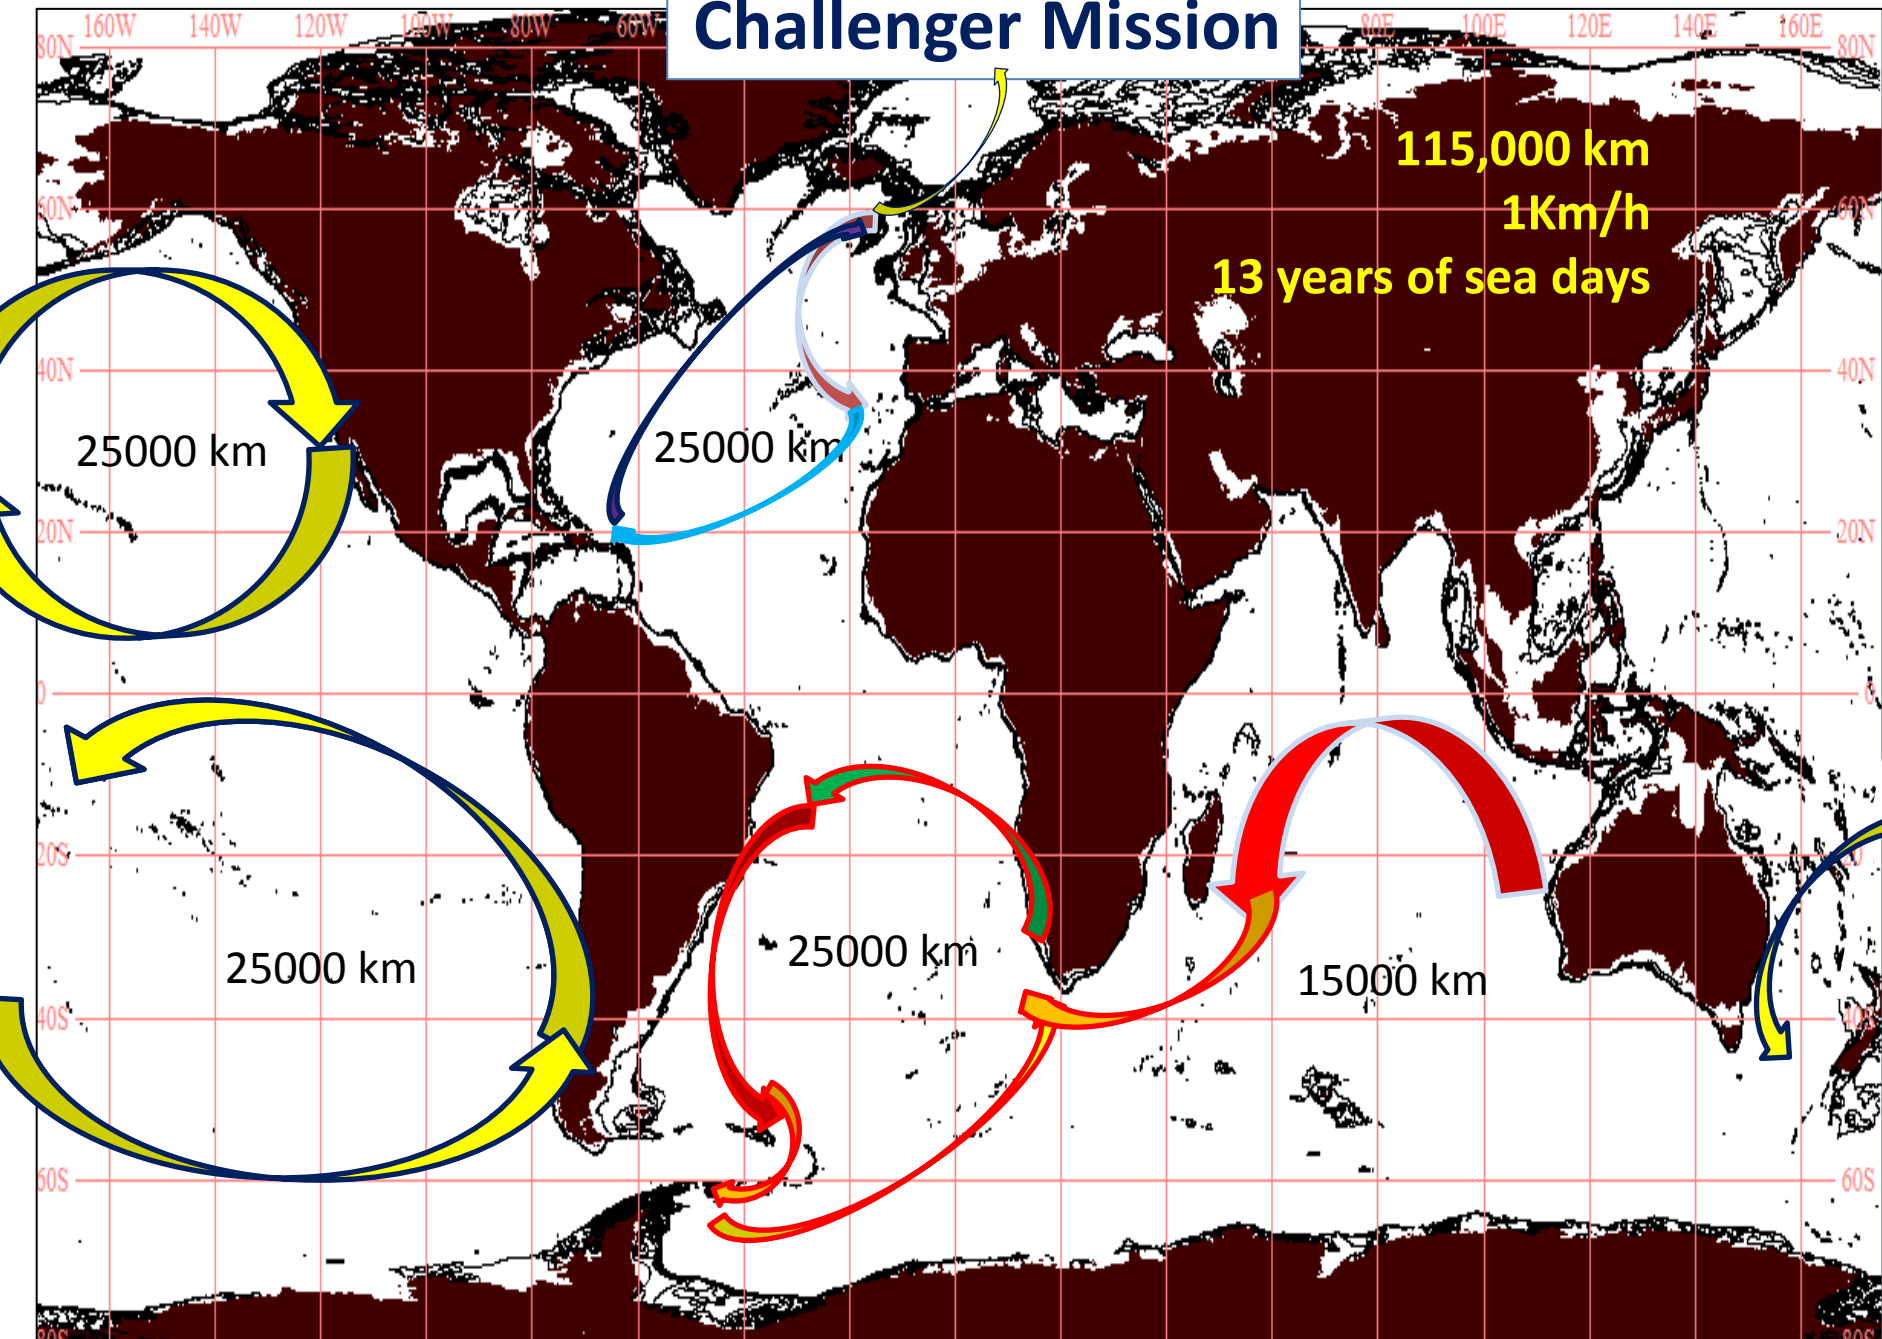 Challenger Mission
160W 140W 120W 100W 80W 60W 80E 100E 120E 140E 160E
80N 80N
115,000 km
1Km/h
13 years of sea days
60N 60N
40N 40N
25000 km 25000 km
20N 20N
0 0
20S
25000 km 25000 km 15000 km
40S 40S
60S 60S
80S 80S